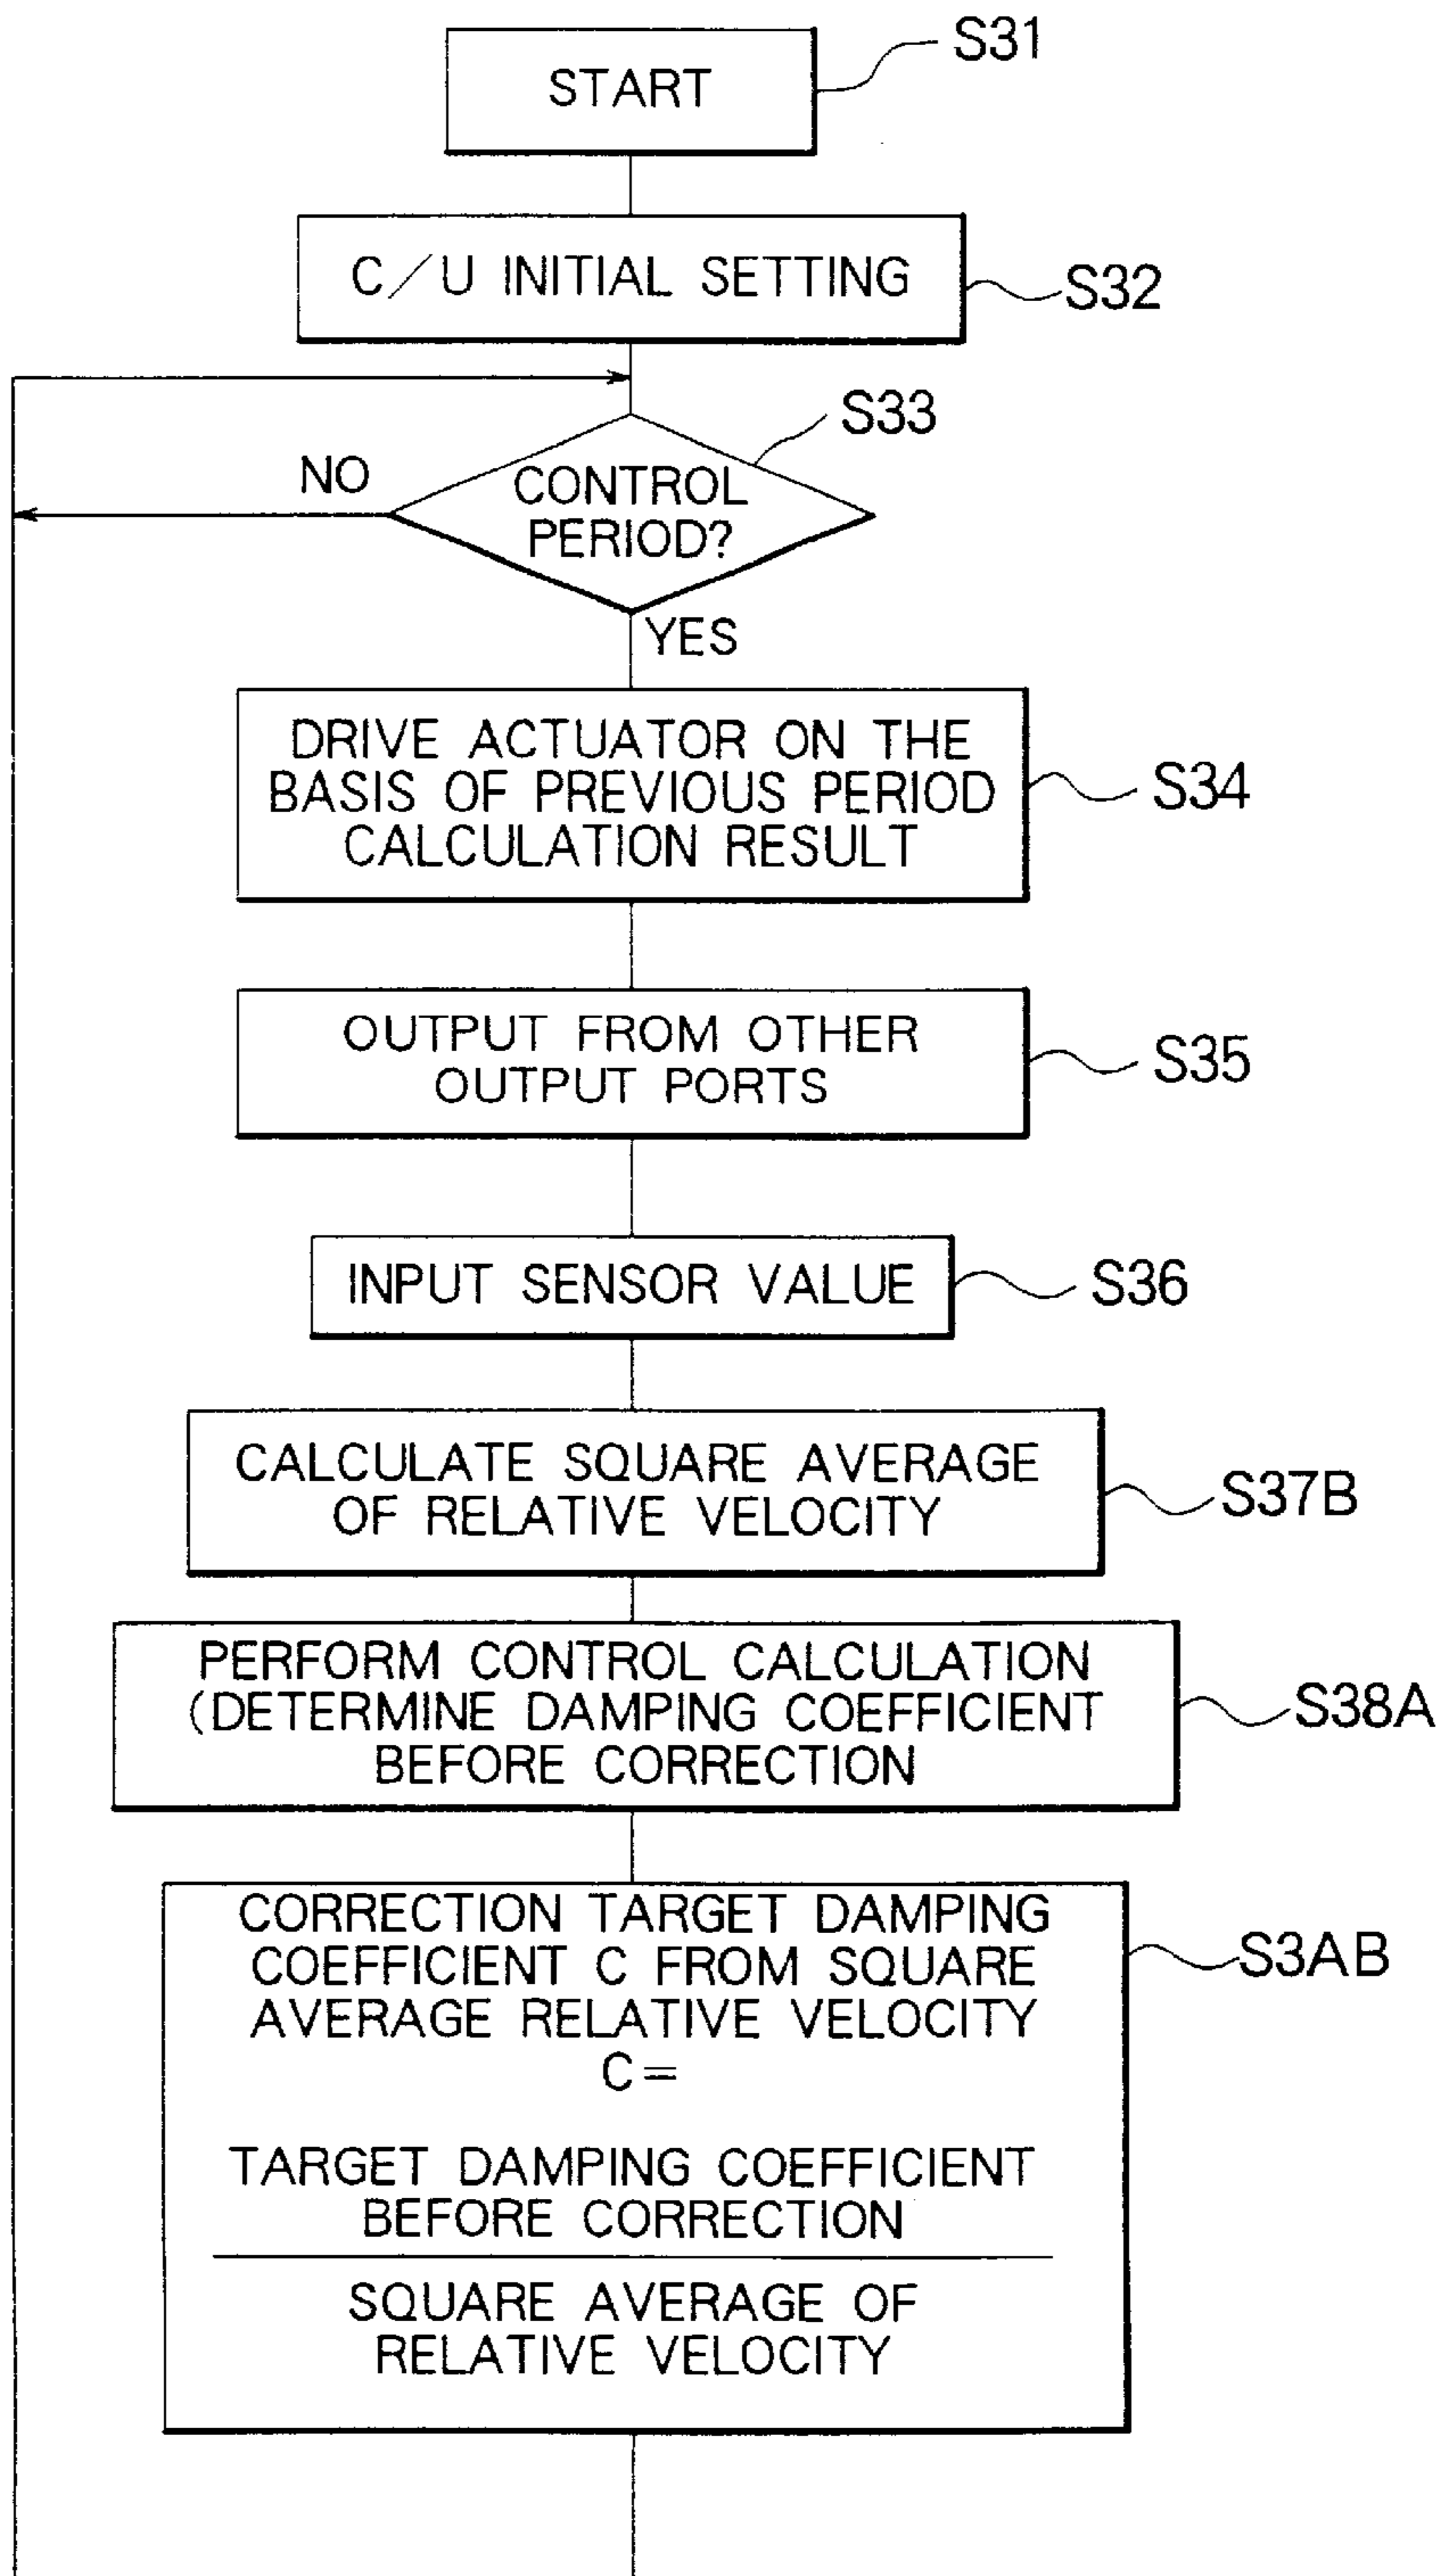 START
S31
C/U INITIAL SETTING
S32
S33
NO
CONTROL
PERIOD?
YES
DRIVE ACTUATOR ON THE
BASIS OF PREVIOUS PERIOD
CALCULATION RESULT
S34
OUTPUT FROM OTHER
OUTPUT PORTS
S35
INPUT SENSOR VALUE
S36
CALCULATE SQUARE AVERAGE
OF RELATIVE VELOCITY
S37B
PERFORM CONTROL CALCULATION
(DETERMINE DAMPING COEFFICIENT
BEFORE CORRECTION
S38A
CORRECTION TARGET DAMPING
COEFFICIENT C FROM SQUARE
AVERAGE RELATIVE VELOCITY
C=
TARGET DAMPING COEFFICIENT
BEFORE CORRECTION
SQUARE AVERAGE OF
RELATIVE VELOCITY
S3AB